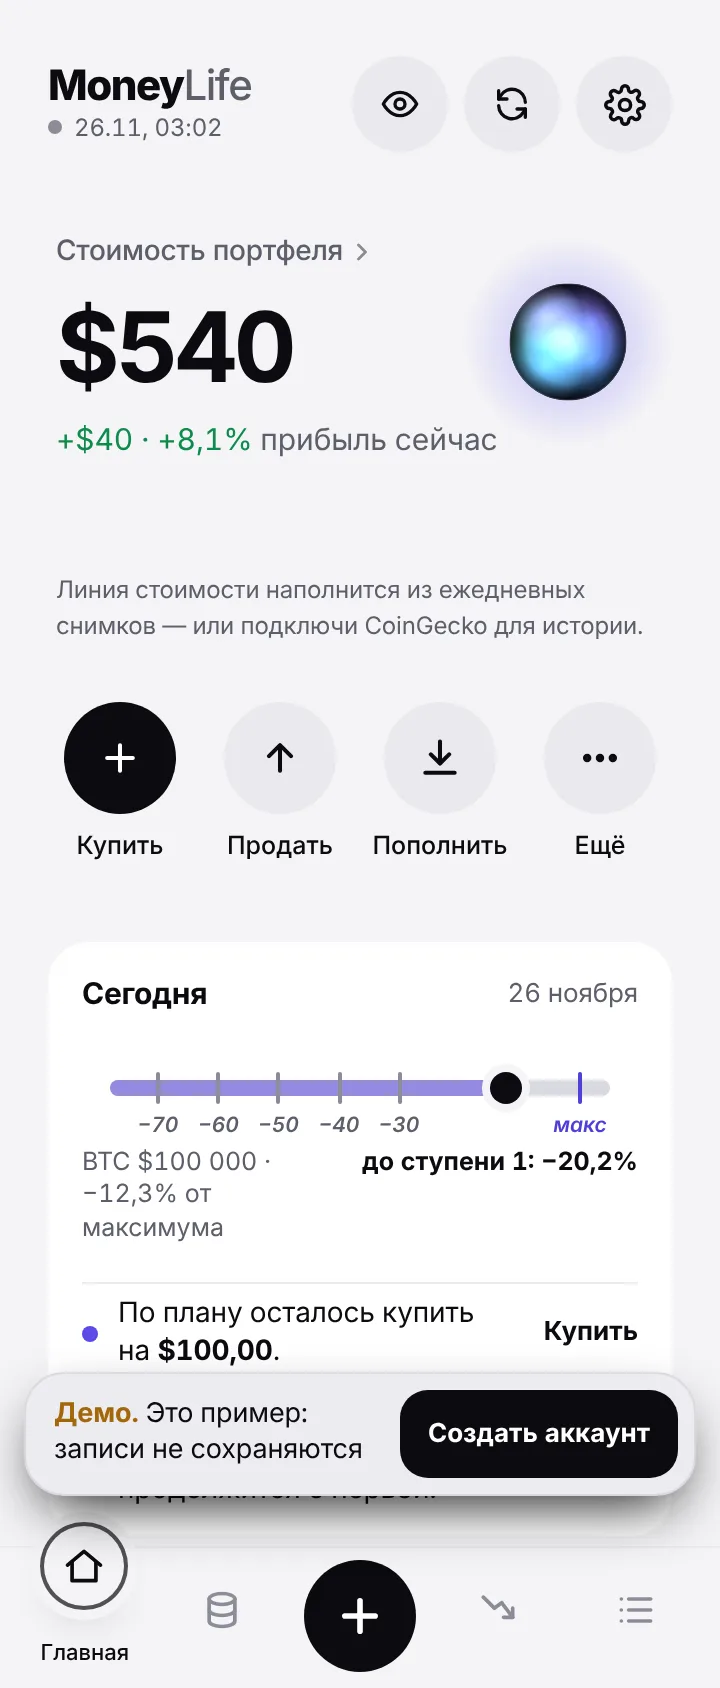 MoneyLife
26.11, 03:02
Стоимость портфеля
$540
+$40 · +8,1% прибыль сейчас
Линия стоимости наполнится из ежедневных
снимков — или подключи CoinGecko для истории.
Купить
Продать
Пополнить
Ещё
Сегодня
26 ноября
−70 −60 −50 −40 −30 макс
BTC $100 000 ·
−12,3% от
максимума
до ступени 1: −20,2%
По плану осталось купить
на $100,00.
Купить
Демо. Это пример:
записи не сохраняются
Создать аккаунт
Главная